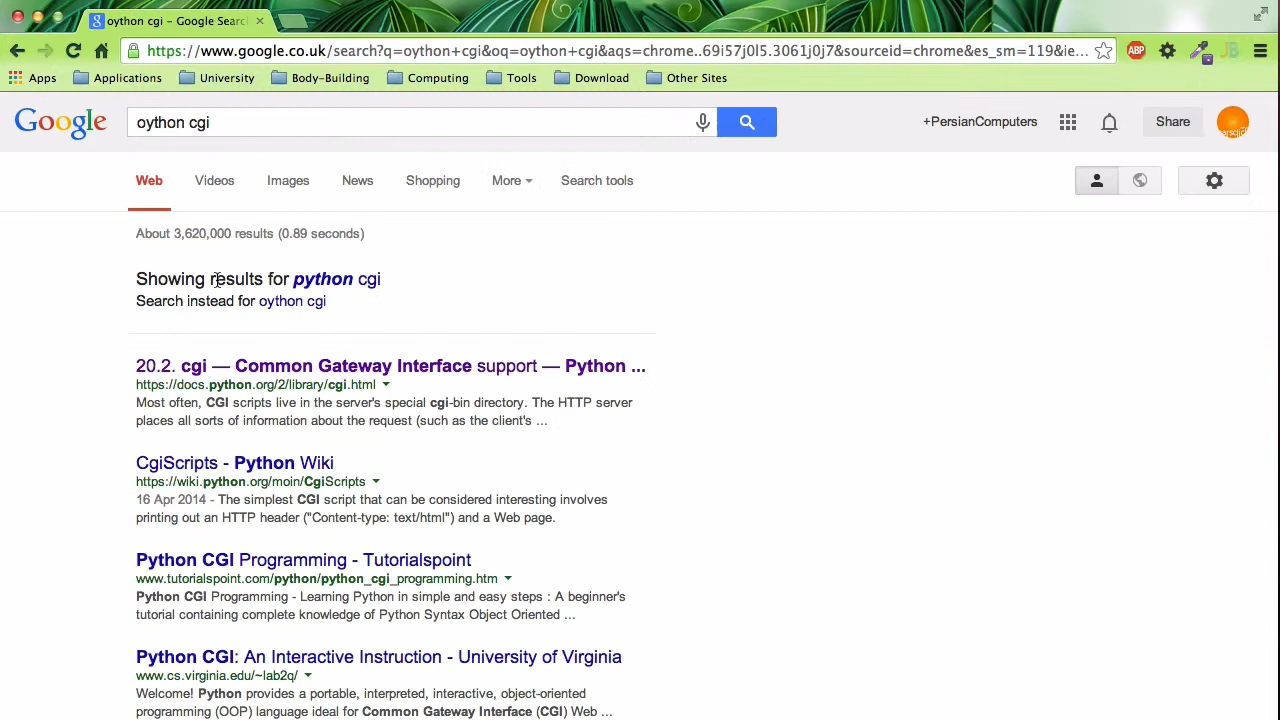 oython cgi - Google Searc
https://www.google.co.uk/search?q=oython+cgi&oq=oython+cgi&aqs=chrome..69i57j0l5.3061j0j7&sourceid=chrome&es_sm=119&ie...
ABP
Apps Applications University Body-Building Computing Tools Download Other Sites
Google oython cgi +PersianComputers Share
Web Videos Images News Shopping More Search tools
About 3,620,000 results (0.89 seconds)
Showing results for python cgi
Search instead for oython cgi
20.2. cgi — Common Gateway Interface support — Python ...
https://docs.python.org/2/library/cgi.html
Most often, CGI scripts live in the server's special cgi-bin directory. The HTTP server
places all sorts of information about the request (such as the client's ...
CgiScripts - Python Wiki
https://wiki.python.org/moin/CgiScripts
16 Apr 2014 - The simplest CGI script that can be considered interesting involves
printing out an HTTP header ("Content-type: text/html") and a Web page.
Python CGI Programming - Tutorialspoint
www.tutorialspoint.com/python/python_cgi_programming.htm
Python CGI Programming - Learning Python in simple and easy steps : A beginner's
tutorial containing complete knowledge of Python Syntax Object Oriented ...
Python CGI: An Interactive Instruction - University of Virginia
www.cs.virginia.edu/~lab2q/
Welcome! Python provides a portable, interpreted, interactive, object-oriented
programming (OOP) language ideal for Common Gateway Interface (CGI) Web ...